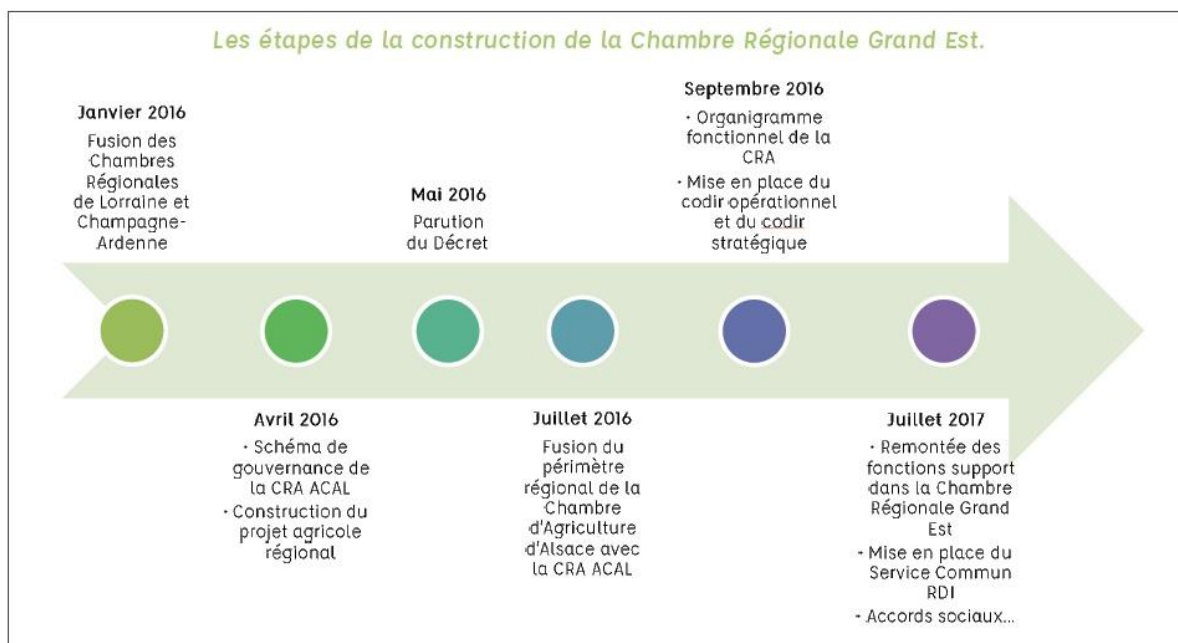 Les étapes de la construction de la Chambre Régionale Grand Est.
Janvier 2016
Fusion des
Chambres
Régionales
de Lorraine et
Champagne-
Ardenne
Avril 2016
· Schéma de
gouvernance de
la CRA ACAL
· Construction du
projet agricole
régional
Mai 2016
Parution
du Décret
Juillet 2016
Fusion du
périmètre
régional de la
Chambre
d'Agriculture
d'Alsace avec
la CRA ACAL
Septembre 2016
· Organigramme
fonctionnel de la
CRA
· Mise en place du
codir opérationnel
et du codir
stratégique
Juillet 2017
· Remontée des
fonctions support
dans la Chambre
Régionale Grand
Est
· Mise en place du
Service Commun
RDI
· Accords sociaux...